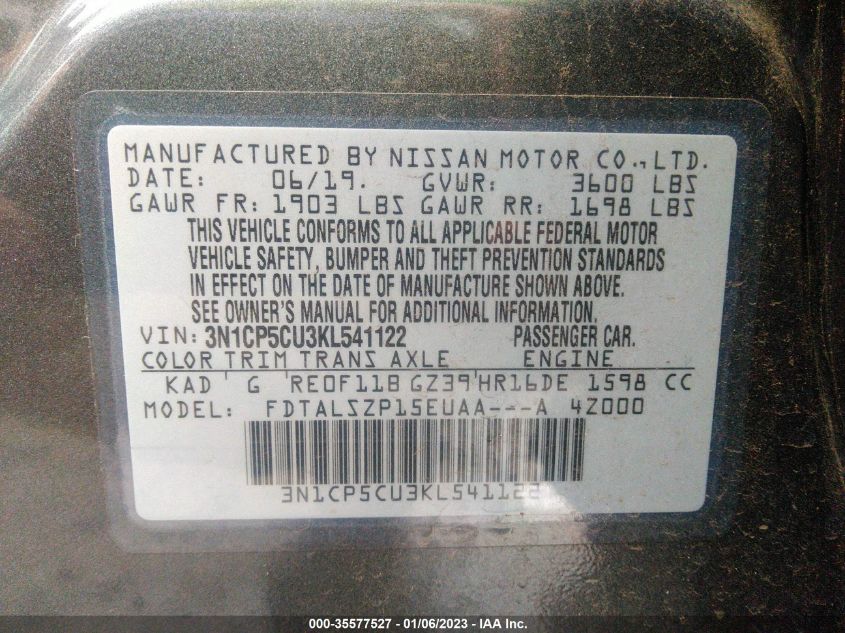 MANUFACTURED BY NISSAN MOTOR CO., LTD.
DATE: 06/19. GVWR: 3600 LBS
GAWR FR: 1903 LBS GAWR RR: 1698 LBS
THIS VEHICLE CONFORMS TO ALL APPLICABLE FEDERAL MOTOR
VEHICLE SAFETY, BUMPER AND THEFT PREVENTION STANDARDS
IN EFFECT ON THE DATE OF MANUFACTURE SHOWN ABOVE.
SEE OWNER'S MANUAL FOR ADDITIONAL INFORMATION.
VIN: 3N1CP5CU3KL541122 PASSENGER CAR.
COLOR TRIM TRANS AXLE ENGINE
KAD G RE0F11B GZ39 HR16DE 1598 CC
MODEL: FDTALSZP15EUAA---A 4Z000
3N1CP5CU3KL541122
000-35577527 - 01/06/2023 - IAA Inc.